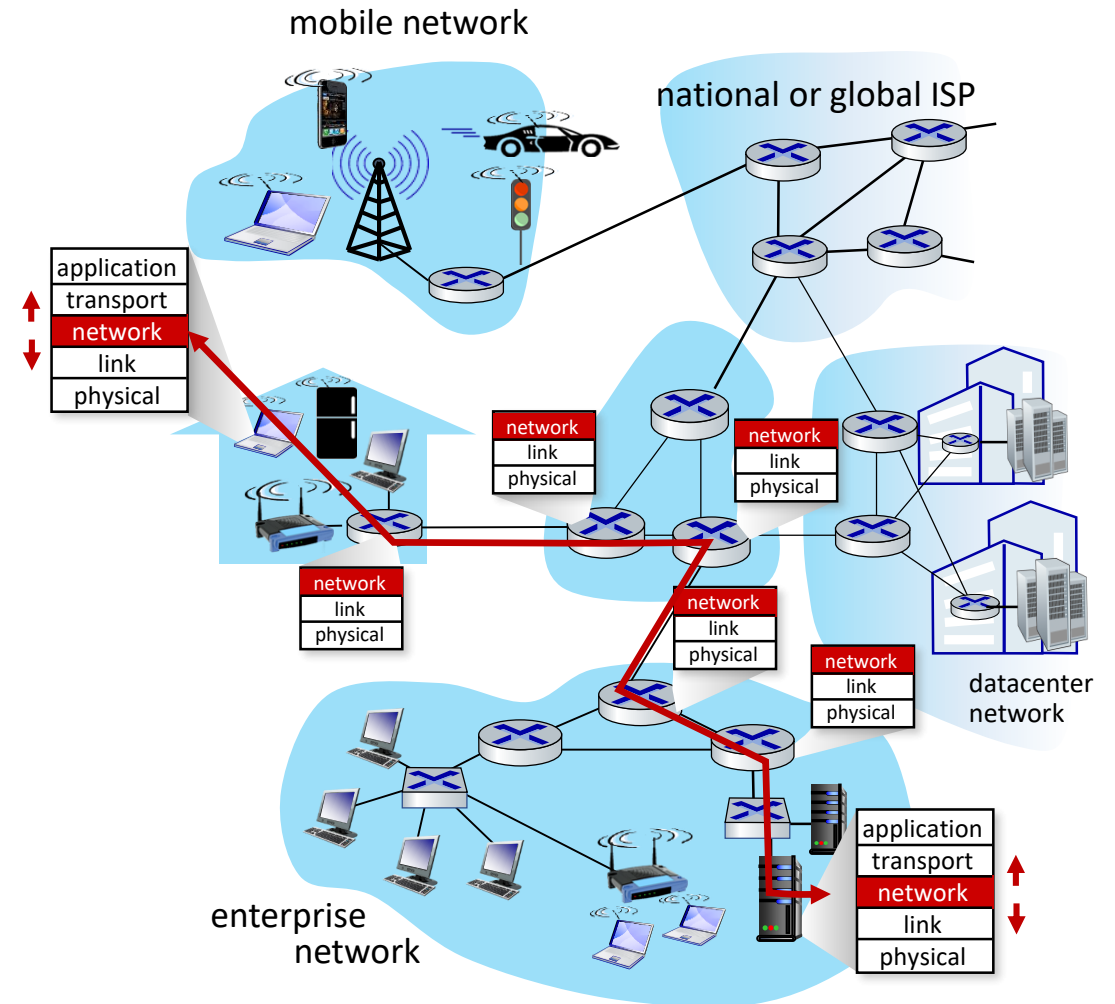 mobile network
national or global ISP
application
transport
network
link
physical
network
link
physical
network
link
physical
network
link
physical
network
link
physical
network
link
physical
datacenter
network
enterprise
network
application
transport
network
link
physical